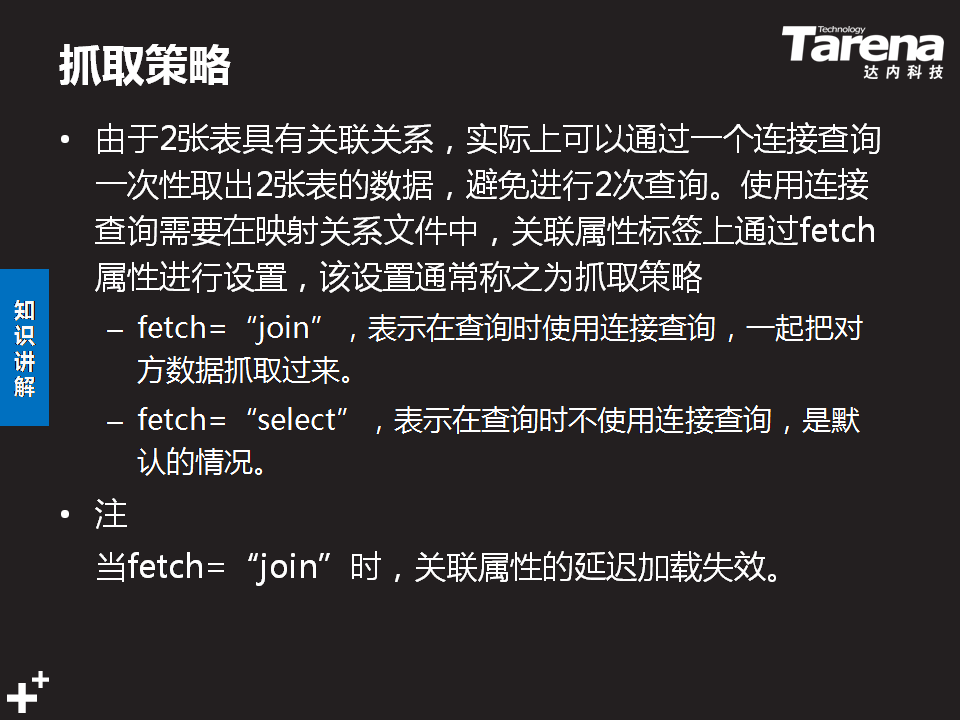 抓取策略
Technology
Tarena
达内科技
• 由于2张表具有关联关系，实际上可以通过一个连接查询
一次性取出2张表的数据，避免进行2次查询。使用连接
查询需要在映射关系文件中，关联属性标签上通过fetch
属性进行设置，该设置通常称之为抓取策略
– fetch=“join”，表示在查询时使用连接查询，一起把对
方数据抓取过来。
– fetch=“select”，表示在查询时不使用连接查询，是默
认的情况。
• 注
当fetch=“join”时，关联属性的延迟加载失效。
知
识
讲
解